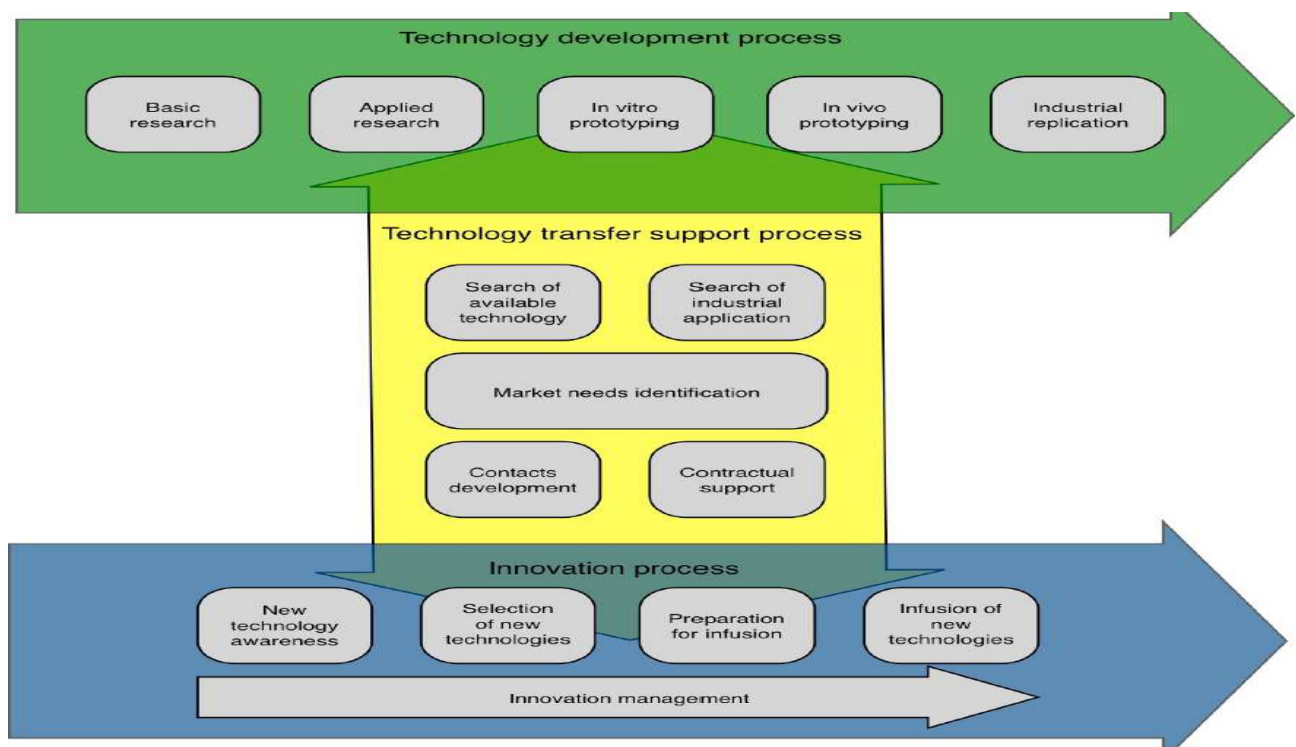 Technology development process
Basic
research
Applied
research
In vitro
prototyping
In vivo
prototyping
Industrial
replication
Technology transfer support process
Search of
available
technology
Search of
industrial
application
Market needs identification
Contacts
development
Contractual
support
Innovation process
New
technology
awareness
Selection
of new
technologies
Preparation
for infusion
Infusion of
new
technologies
Innovation management